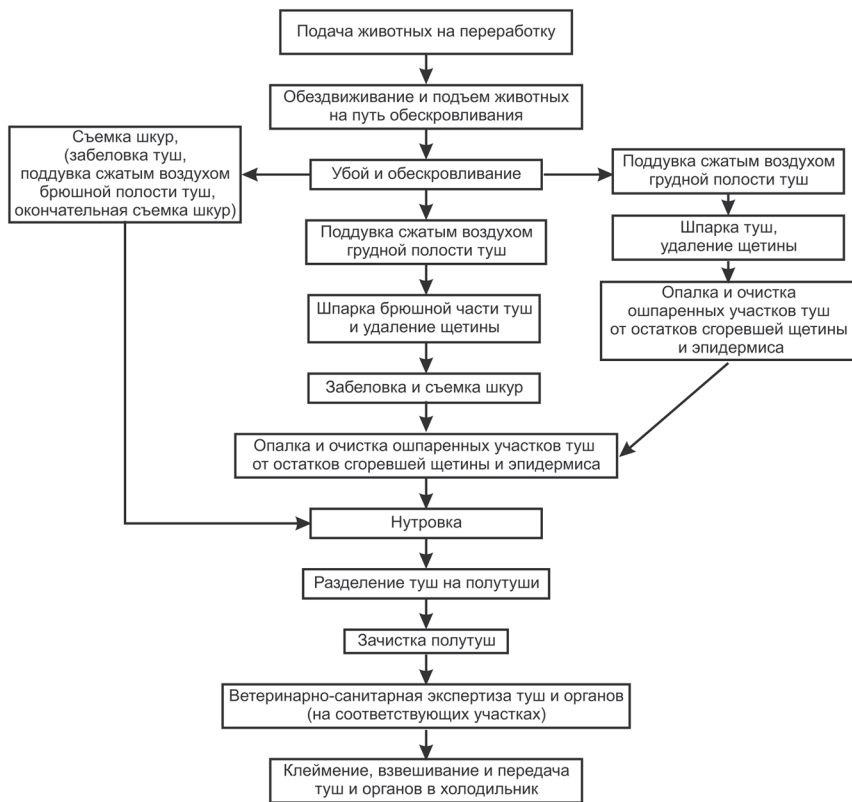 Подача животных на переработку
Обездвиживание и подъем животных
на путь обескровливания
Съемка шкур,
(забеловка туш,
поддувка сжатым воздухом
брюшной полости туш,
окончательная съемка шкур)
Убой и обескровливание
Поддувка сжатым воздухом
грудной полости туш
Поддувка сжатым воздухом
грудной полости туш
Шпарка туш,
удаление щетины
Шпарка брюшной части туш
и удаление щетины
Опалка и очистка
ошпаренных участков туш
от остатков сгоревшей щетины
и эпидермиса
Забеловка и съемка шкур
Опалка и очистка ошпаренных участков туш
от остатков сгоревшей щетины и эпидермиса
Нутровка
Разделение туш на полутуши
Зачистка полутуш
Ветеринарно-санитарная экспертиза туш и органов
(на соответствующих участках)
Клеймение, взвешивание и передача
туш и органов в холодильник